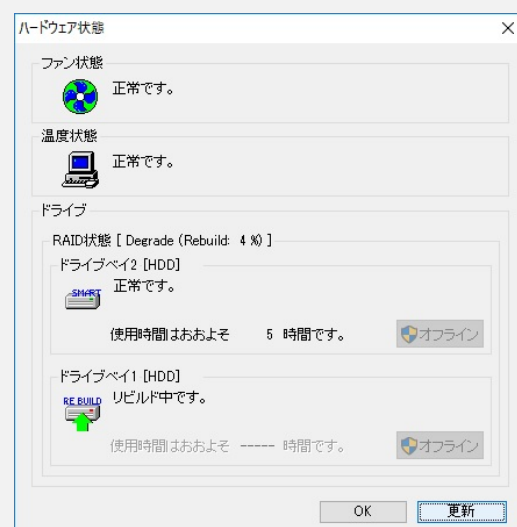 ハードウェア状態
ファン状態
正常です。
温度状態
正常です。
ドライブ
RAID状態 [ Degrade (Rebuild: 4 %) ]
ドライブベイ2 [HDD]
SMART
正常です。
使用時間はおおよそ 5 時間です。
オフライン
ドライブベイ1 [HDD]
RE BUILD
リビルド中です。
使用時間はおおよそ ----- 時間です。
オフライン
OK
更新